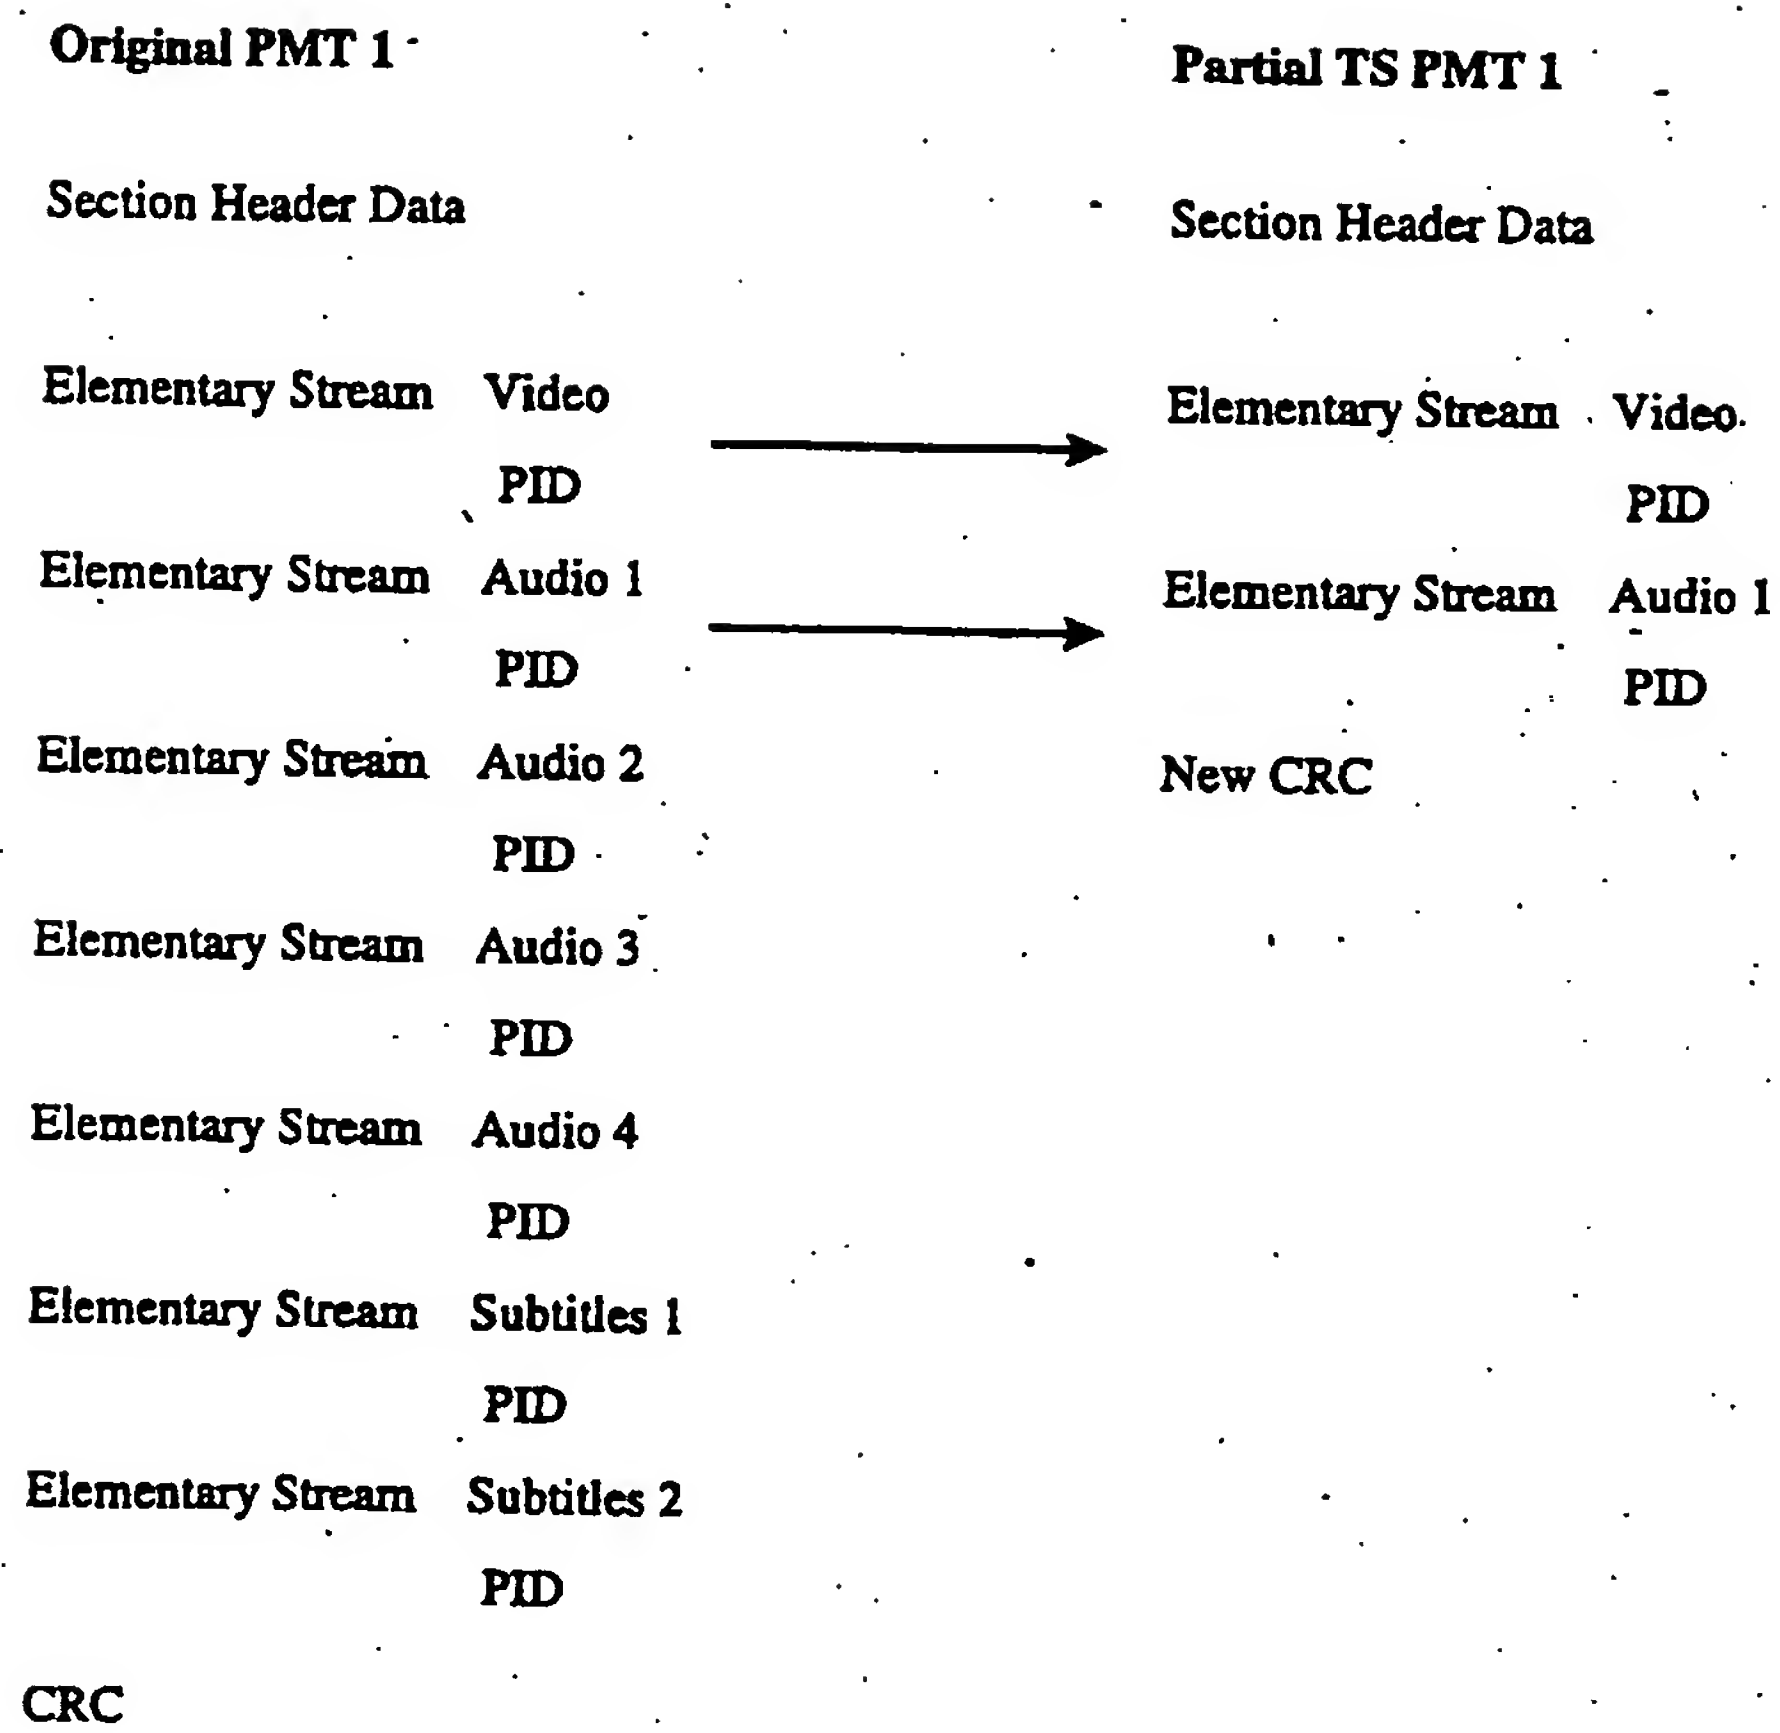 Original PMT 1
Section Header Data
Elementary Stream Video
PID
Elementary Stream Audio 1
PID
Elementary Stream Audio 2
PID
Elementary Stream Audio 3
PID
Elementary Stream Audio 4
PID
Elementary Stream Subtitles 1
PID
Elementary Stream Subtitles 2
PID
CRC
Partial TS PMT 1
Section Header Data
Elementary Stream Video
PID
Elementary Stream Audio 1
PID
New CRC